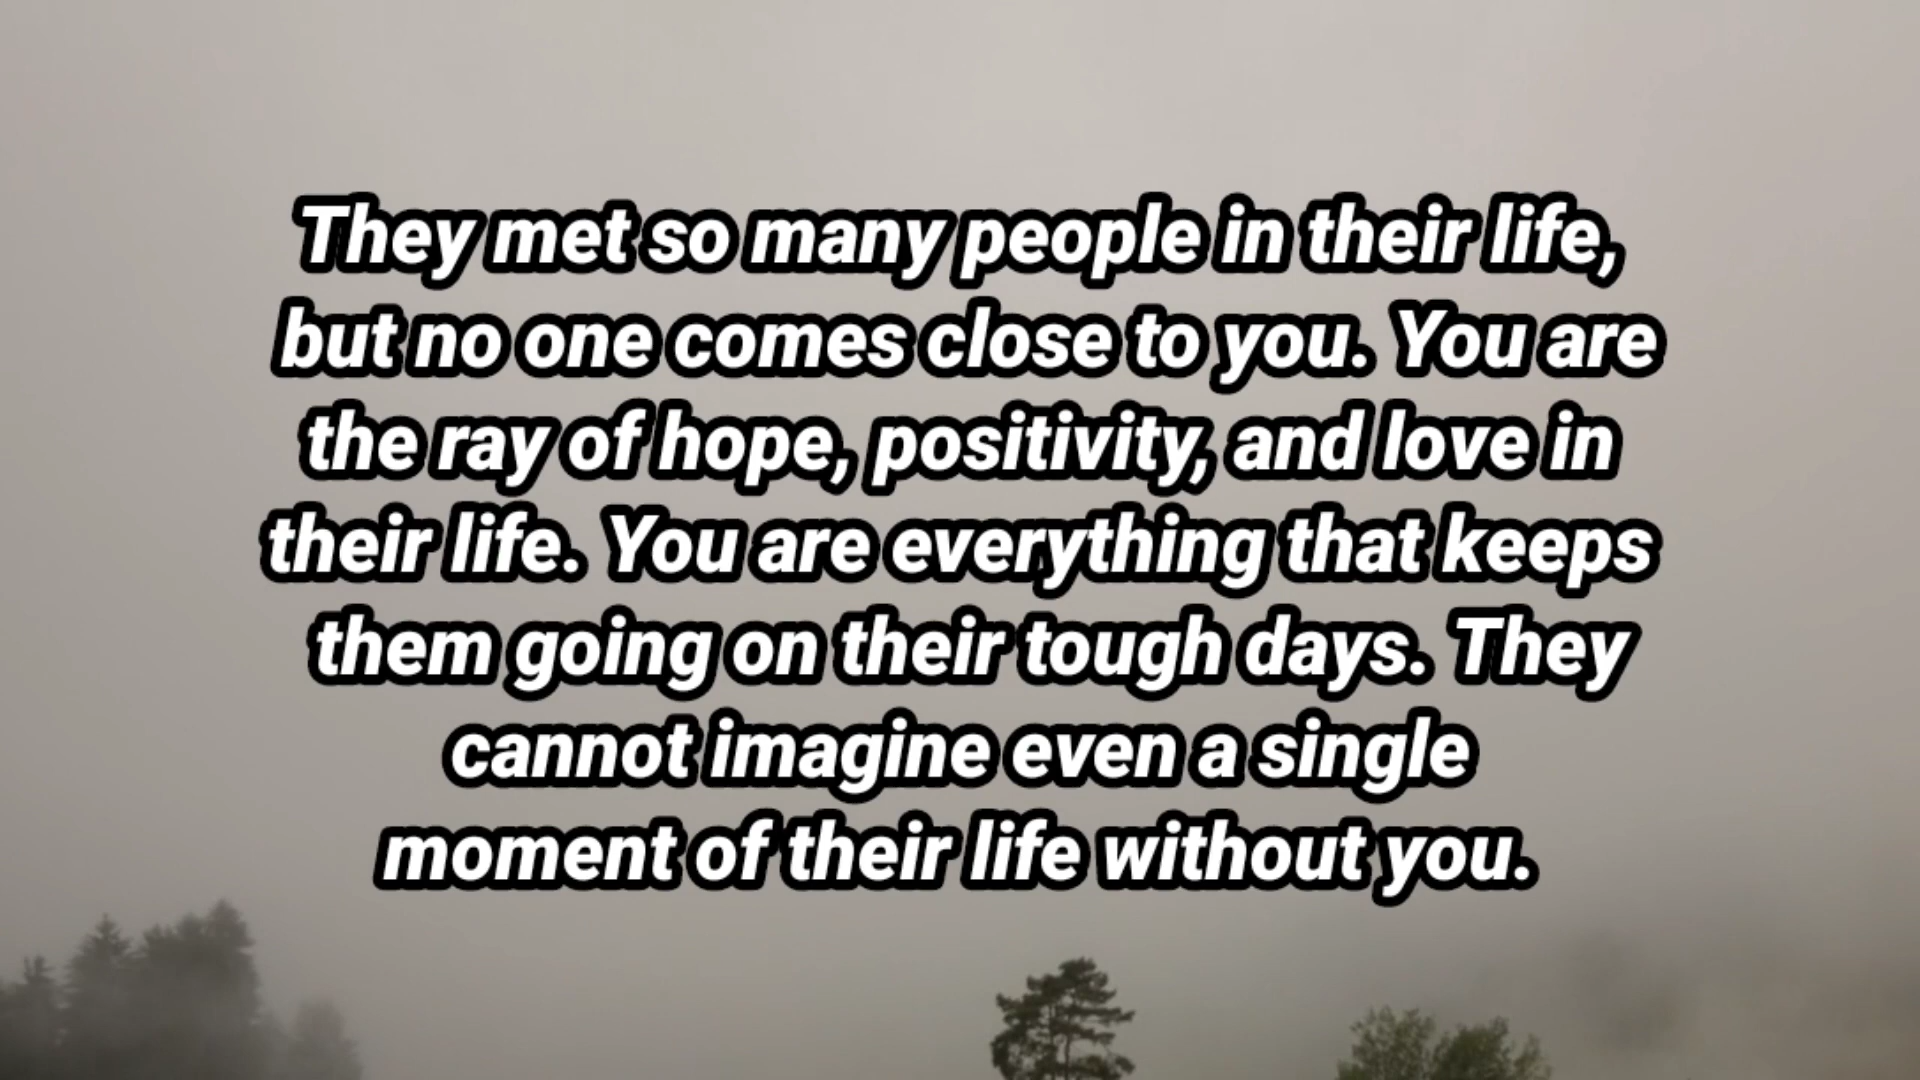 They met so many people in their life,
but no one comes close to you. You are
the ray of hope, positivity, and love in
their life. You are everything that keeps
them going on their tough days. They
cannot imagine even a single
moment of their life without you.